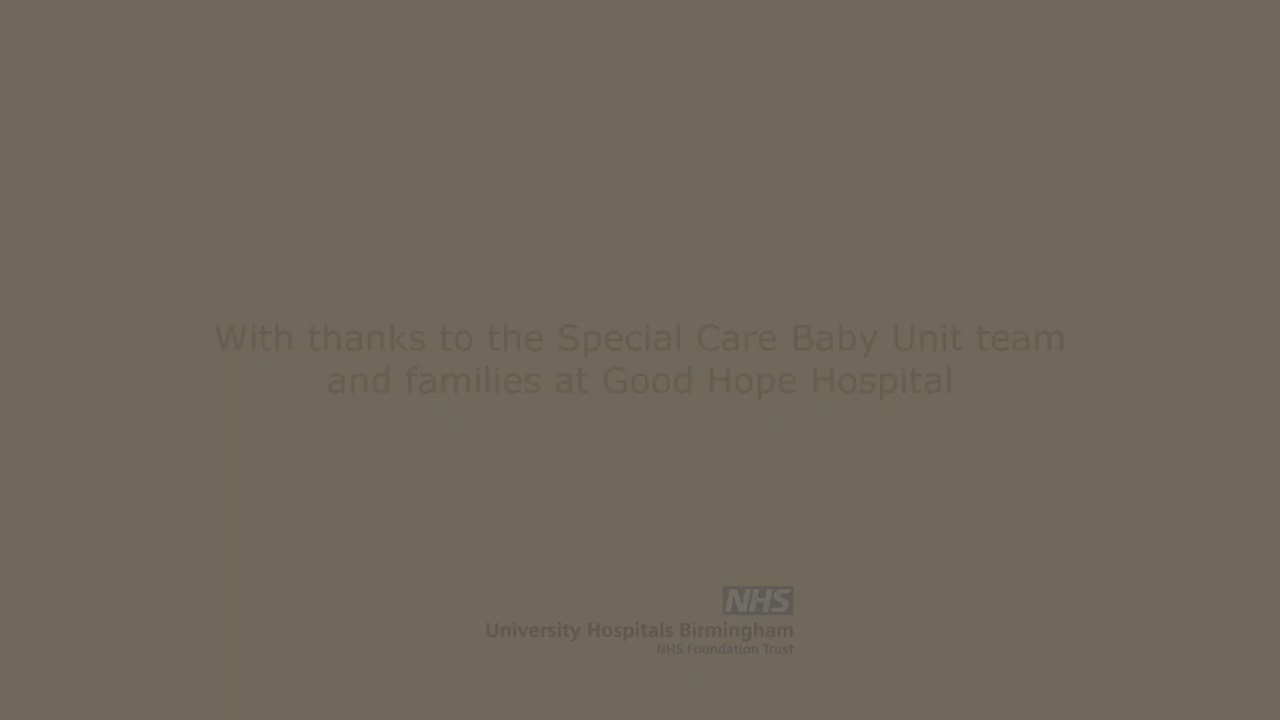 With thanks to the Special Care Baby Unit team
and families at Good Hope Hospital
NHS
University Hospitals Birmingham
NHS Foundation Trust